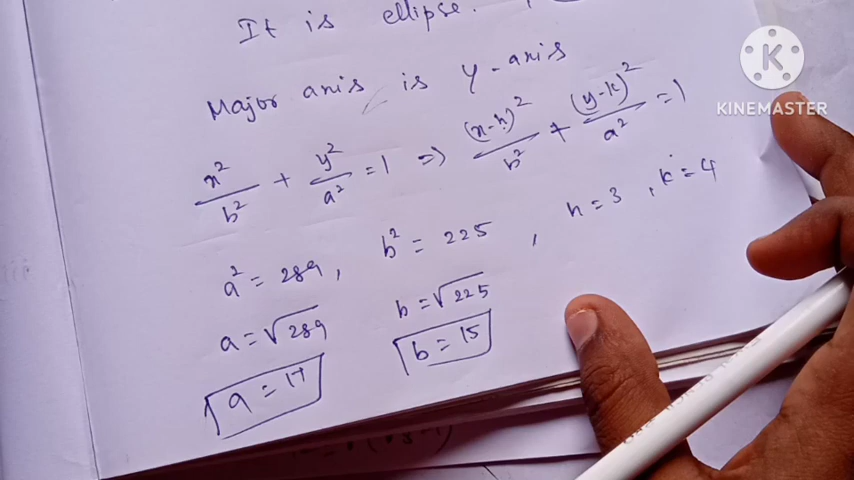 It is ellipse.
Major axis is y-axis
x²/b² + y²/a² = 1 => (x-h)²/b² + (y-k)²/a² = 1
a² = 289, b² = 225, h = 3, k = 4
a = √289 b = √225
a = 17 b = 15
KINEMASTER